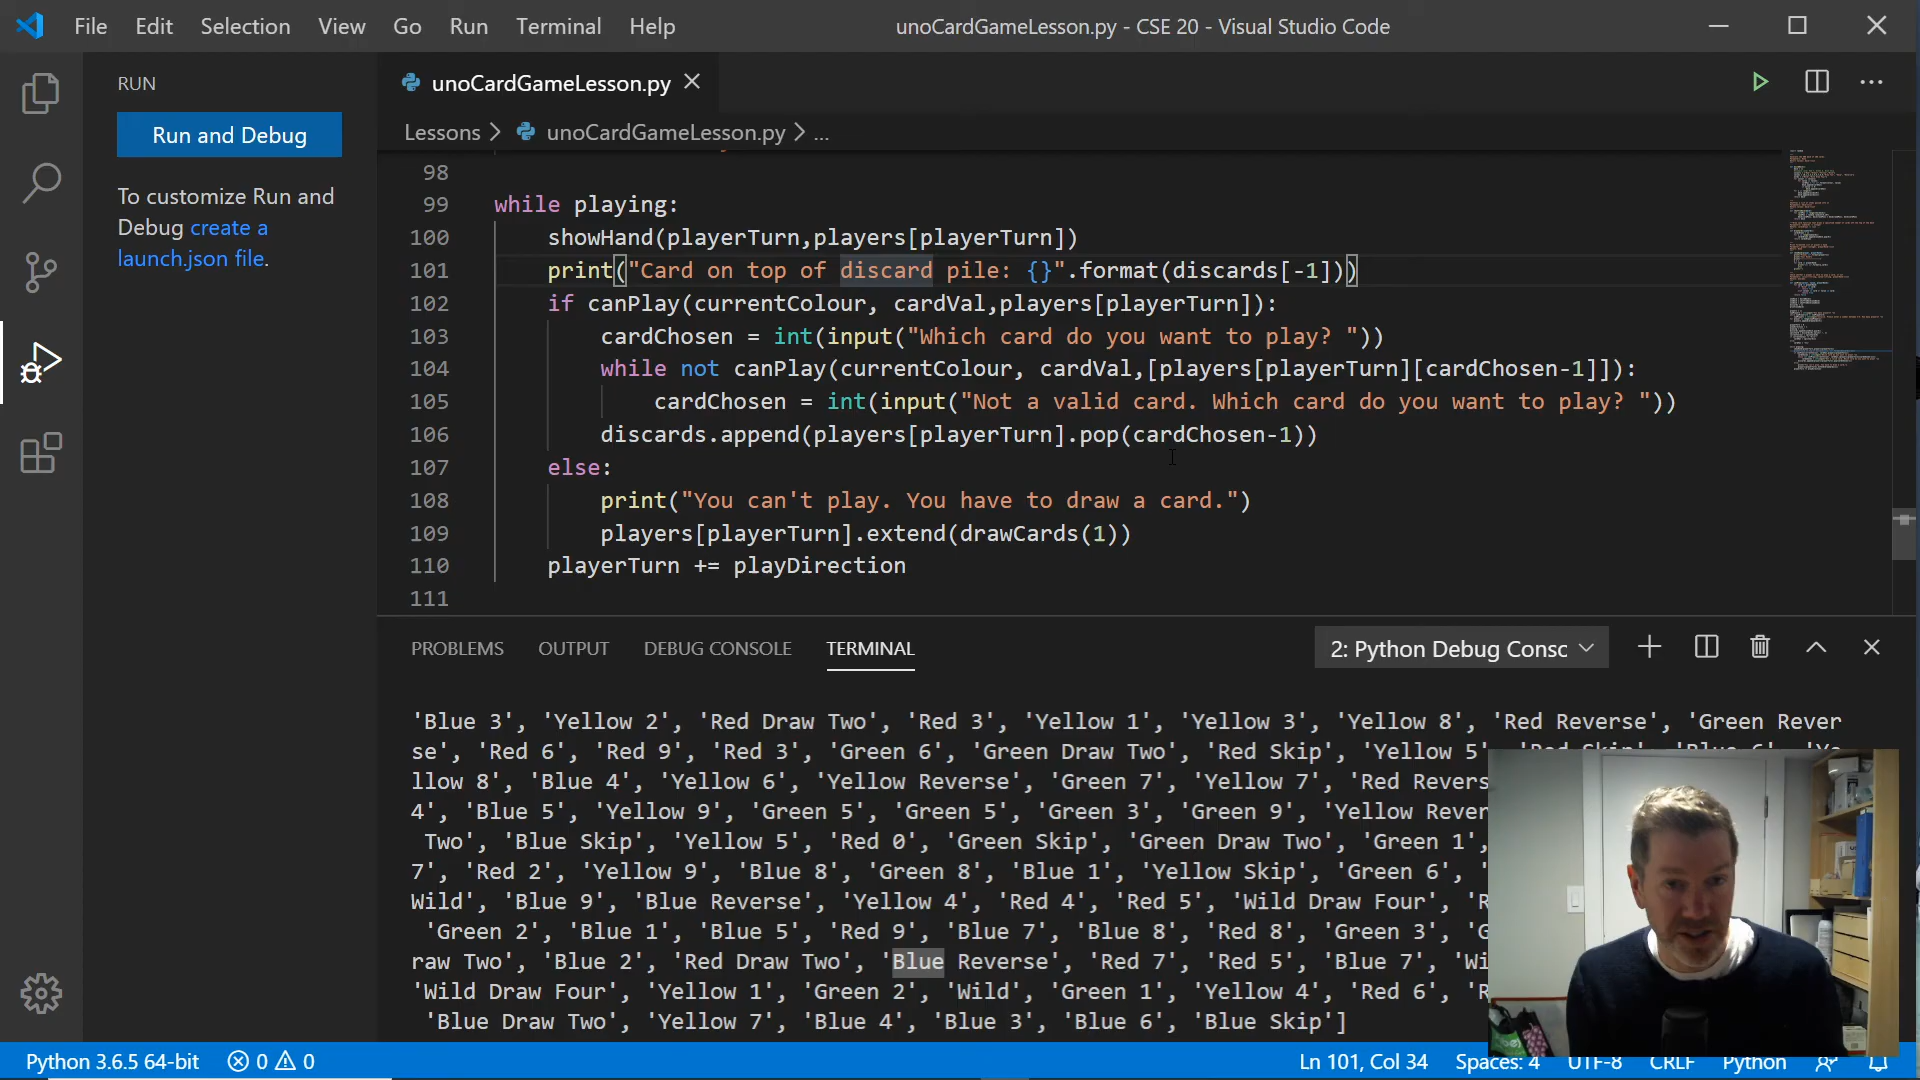 File Edit Selection View Go Run Terminal Help
unoCardGameLesson.py - CSE 20 - Visual Studio Code
RUN
Run and Debug
To customize Run and
Debug create a
launch.json file.
unoCardGameLesson.py
Lessons > unoCardGameLesson.py > ...
98
99 while playing:
100 showHand(playerTurn,players[playerTurn])
101 print("Card on top of discard pile: {}".format(discards[-1]))
102 if canPlay(currentColour, cardVal,players[playerTurn]):
103 cardChosen = int(input("Which card do you want to play? "))
104 while not canPlay(currentColour, cardVal,[players[playerTurn][cardChosen-1]]):
105 cardChosen = int(input("Not a valid card. Which card do you want to play? "))
106 discards.append(players[playerTurn].pop(cardChosen-1))
107 else:
108 print("You can't play. You have to draw a card.")
109 players[playerTurn].extend(drawCards(1))
110 playerTurn += playDirection
111
PROBLEMS OUTPUT DEBUG CONSOLE TERMINAL
2: Python Debug Consc
'Blue 3', 'Yellow 2', 'Red Draw Two', 'Red 3', 'Yellow 1', 'Yellow 3', 'Yellow 8', 'Red Reverse', 'Green Rever
se', 'Red 6', 'Red 9', 'Red 3', 'Green 6', 'Green Draw Two', 'Red Skip', 'Yellow 5'
llow 8', 'Blue 4', 'Yellow 6', 'Yellow Reverse', 'Green 7', 'Yellow 7', 'Red Revers
4', 'Blue 5', 'Yellow 9', 'Green 5', 'Green 5', 'Green 3', 'Green 9', 'Yellow Rever
Two', 'Blue Skip', 'Yellow 5', 'Red 0', 'Green Skip', 'Green Draw Two', 'Green 1',
7', 'Red 2', 'Yellow 9', 'Blue 8', 'Green 8', 'Blue 1', 'Yellow Skip', 'Green 6', '
Wild', 'Blue 9', 'Blue Reverse', 'Yellow 4', 'Red 4', 'Red 5', 'Wild Draw Four', '
'Green 2', 'Blue 1', 'Blue 5', 'Red 9', 'Blue 7', 'Blue 8', 'Red 8', 'Green 3', '
raw Two', 'Blue 2', 'Red Draw Two', 'Blue Reverse', 'Red 7', 'Red 5', 'Blue 7', 'Wi
'Wild Draw Four', 'Yellow 1', 'Green 2', 'Wild', 'Green 1', 'Yellow 4', 'Red 6', '
'Blue Draw Two', 'Yellow 7', 'Blue 4', 'Blue 3', 'Blue 6', 'Blue Skip']
Python 3.6.5 64-bit 0 0 Ln 101, Col 34 Spaces: 4 UTF-8 CRLF Python